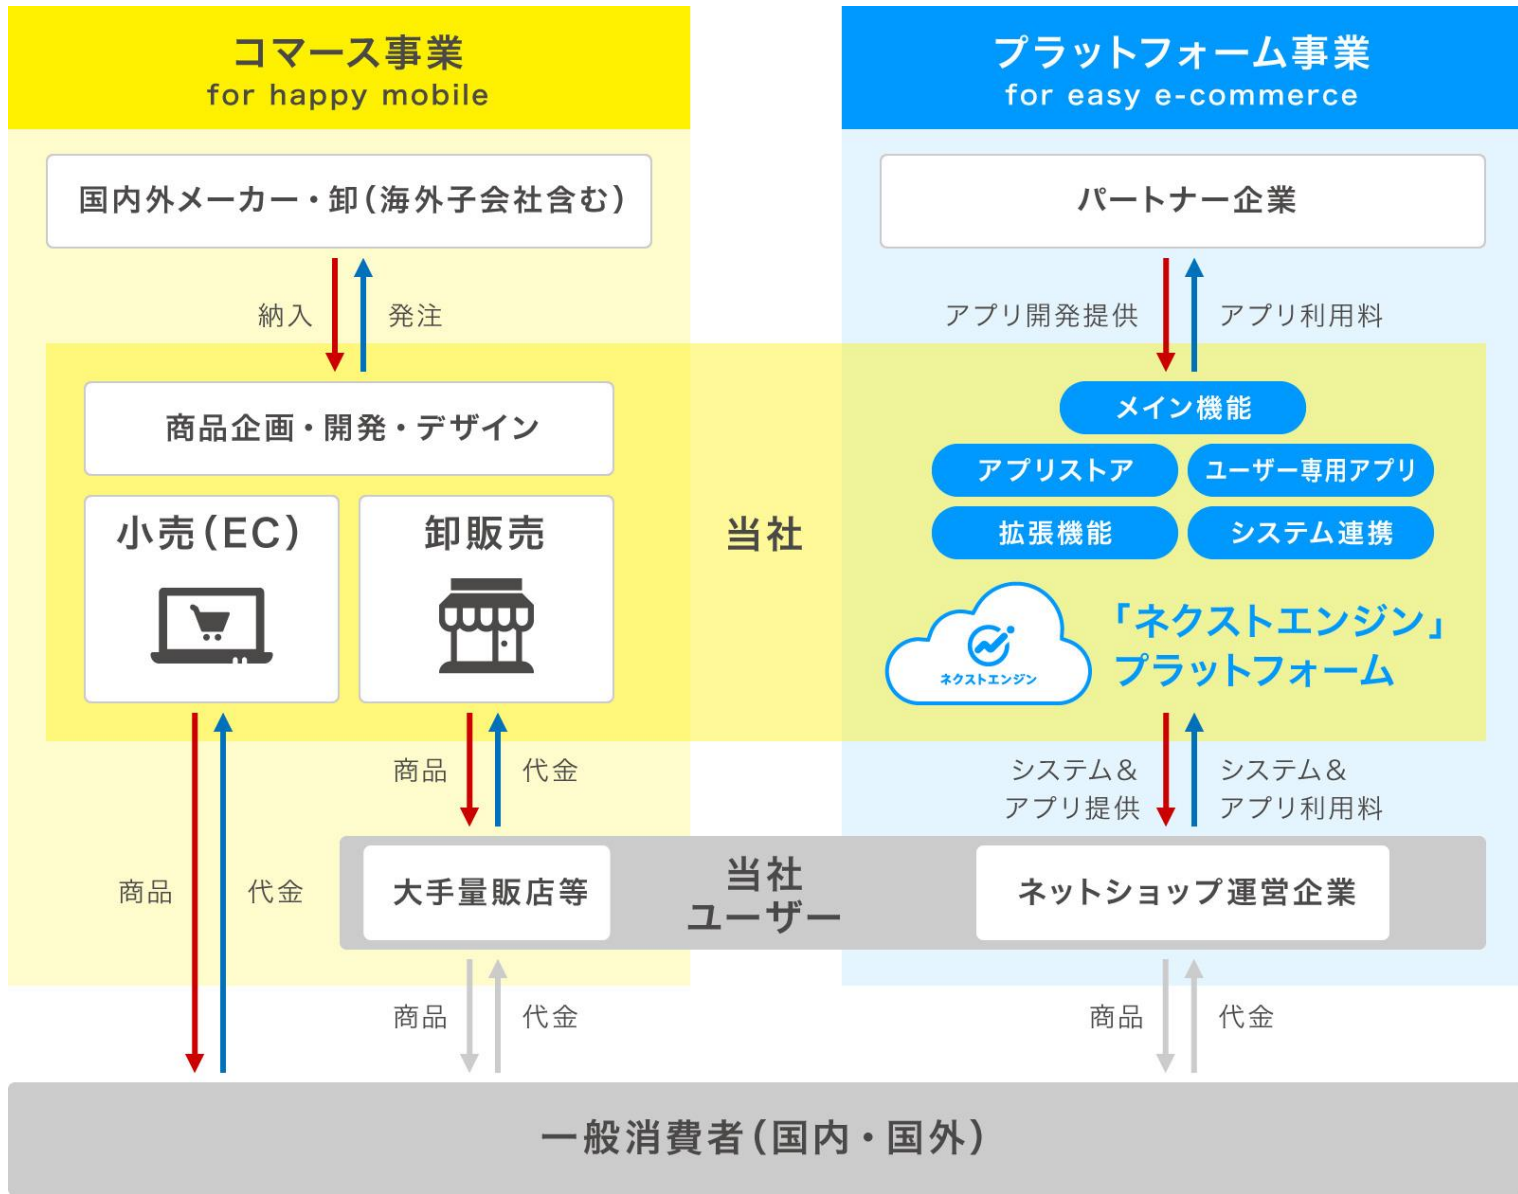 コマース事業
for happy mobile
国内外メーカー・卸(海外子会社含む)
納入
発注
商品企画・開発・デザイン
小売(EC)
卸販売
商品
代金
商品
代金
大手量販店等
商品
代金
当社
当社
ユーザー
プラットフォーム事業
for easy e-commerce
パートナー企業
アプリ開発提供
アプリ利用料
メイン機能
アプリストア
ユーザー専用アプリ
拡張機能
システム連携
ネクストエンジン
「ネクストエンジン」
プラットフォーム
システム&
アプリ提供
システム&
アプリ利用料
ネットショップ運営企業
商品
代金
一般消費者(国内・国外)